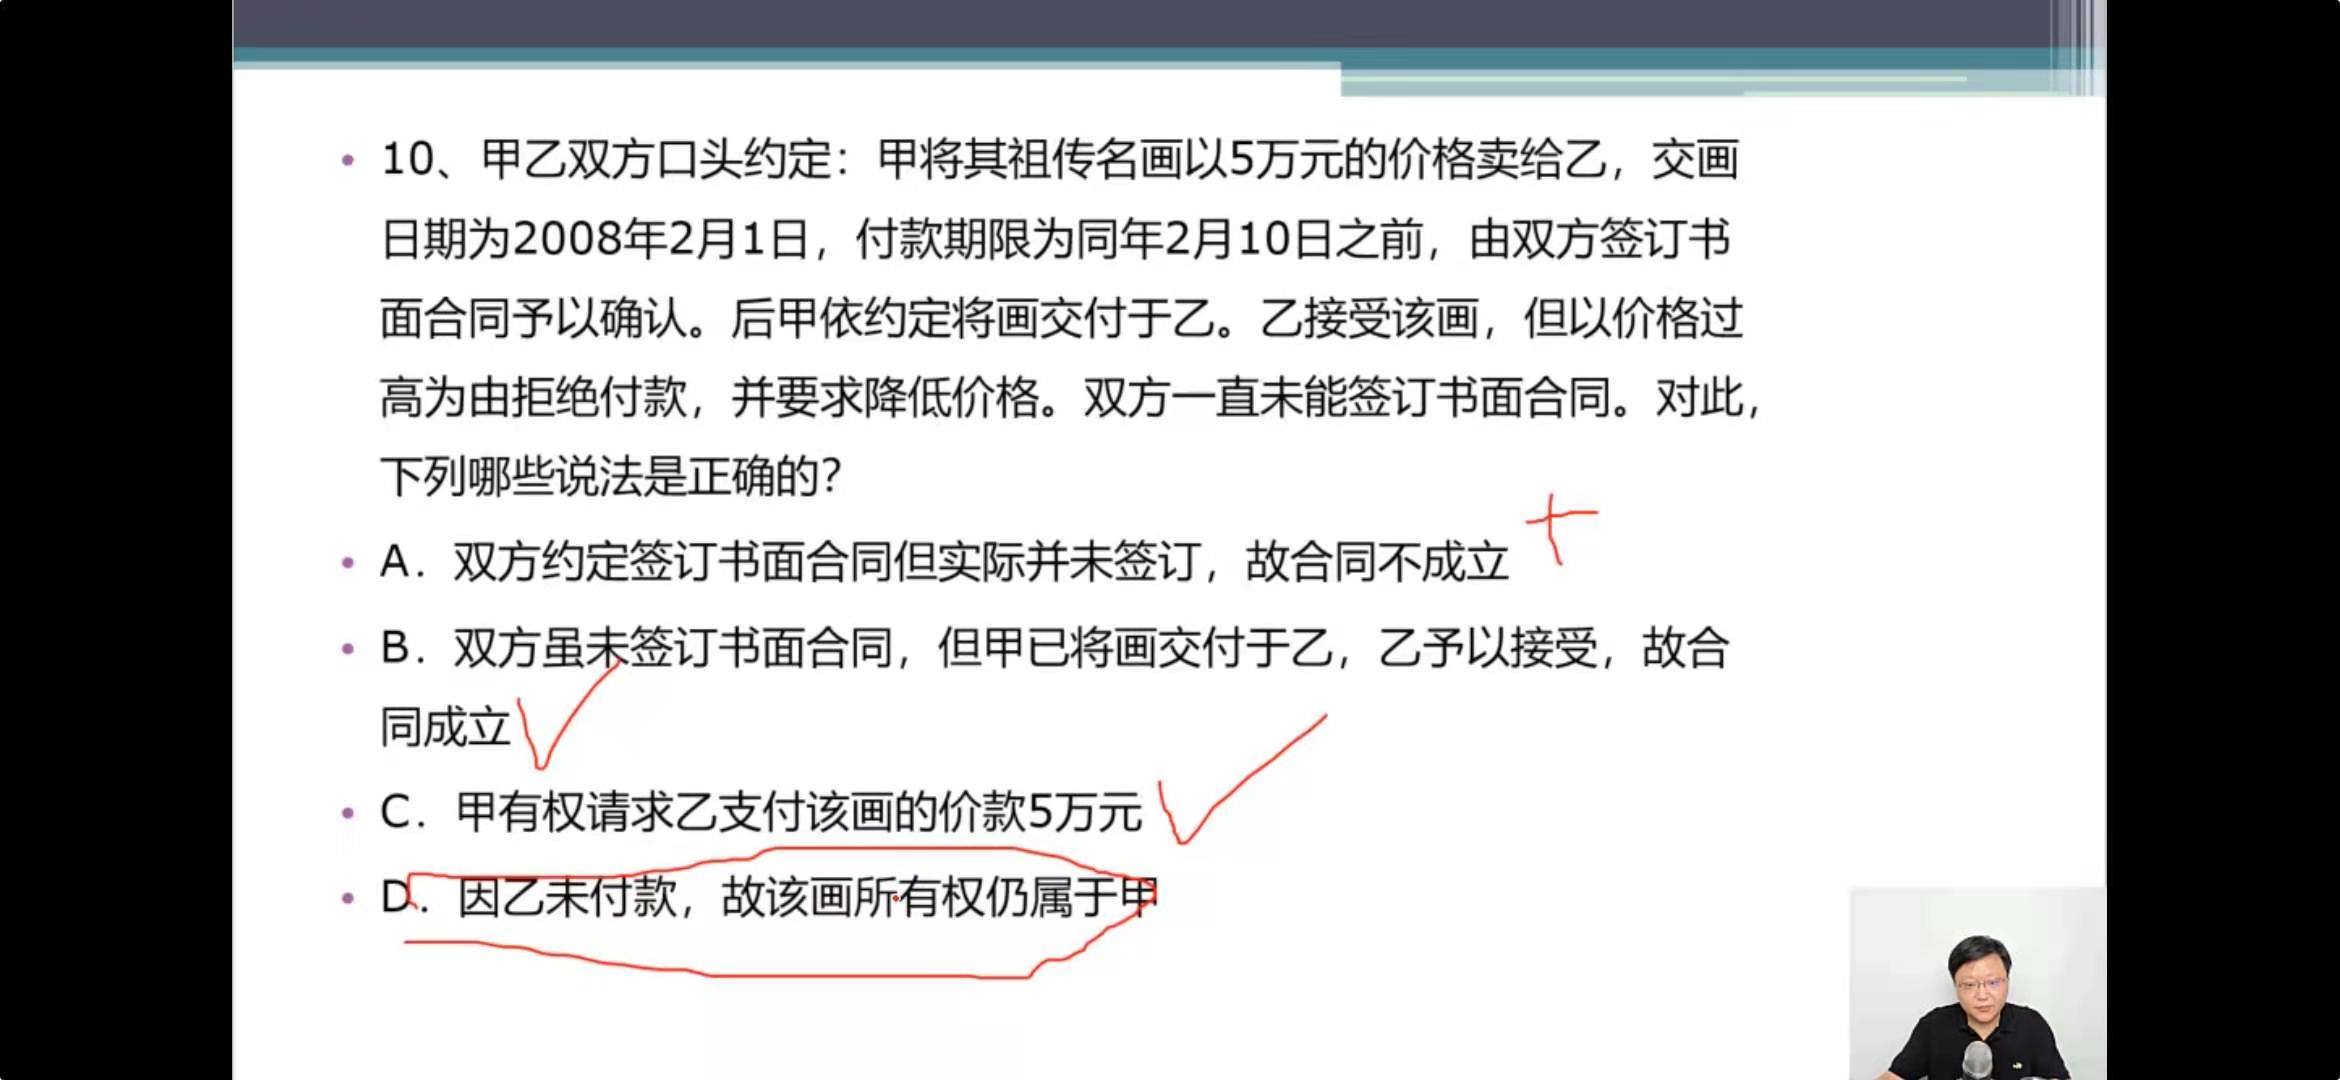 10、甲乙双方口头约定：甲将其祖传名画以5万元的价格卖给乙，交画
日期为2008年2月1日，付款期限为同年2月10日之前，由双方签订书
面合同予以确认。后甲依约定将画交付于乙。乙接受该画，但以价格过
高为由拒绝付款，并要求降低价格。双方一直未能签订书面合同。对此，
下列哪些说法是正确的？
A．双方约定签订书面合同但实际并未签订，故合同不成立
B．双方虽未签订书面合同，但甲已将画交付于乙，乙予以接受，故合
同成立
C．甲有权请求乙支付该画的价款5万元
D．因乙未付款，故该画所有权仍属于甲